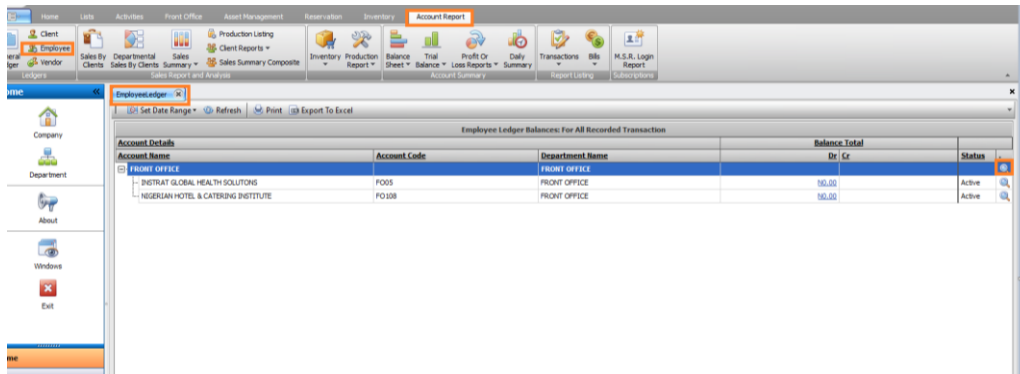 Home Lists Activities Front Office Asset Management Reservation Inventory Account Report
Client
Employee
Vendor
Ledgers
Sales By Clients
Departmental Sales By Clients
Sales Summary
Production Listing
Client Reports
Sales Summary Composite
Sales Report and Analysis
Inventory
Production Report
Balance Sheet
Trial Balance
Profit Or Loss Reports
Daily Summary
Account Summary
Transactions
Bills
Report Listing
M.S.R. Login Report
Subscriptions
EmployeeLedger
Set Date Range Refresh Print Export To Excel
Employee Ledger Balances: For All Recorded Transaction
Account Details Balance Total
Account Name Account Code Department Name Dr Cr Status
FRONT OFFICE FRONT OFFICE
INSTRAT GLOBAL HEALTH SOLUTONS FO05 FRONT OFFICE N0.00 Active
NIGERIAN HOTEL & CATERING INSTITUTE FO108 FRONT OFFICE N0.00 Active
Company
Department
About
Windows
Exit